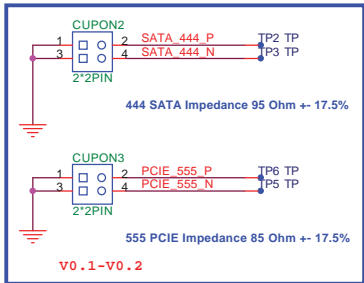 CUPON2
1 2 SATA_444_P TP2 TP
3 4 SATA_444_N TP3 TP
2*2PIN
444 SATA Impedance 95 Ohm +- 17.5%
CUPON3
1 2 PCIE_555_P TP6 TP
3 4 PCIE_555_N TP5 TP
2*2PIN
555 PCIE Impedance 85 Ohm +- 17.5%
V0.1-V0.2